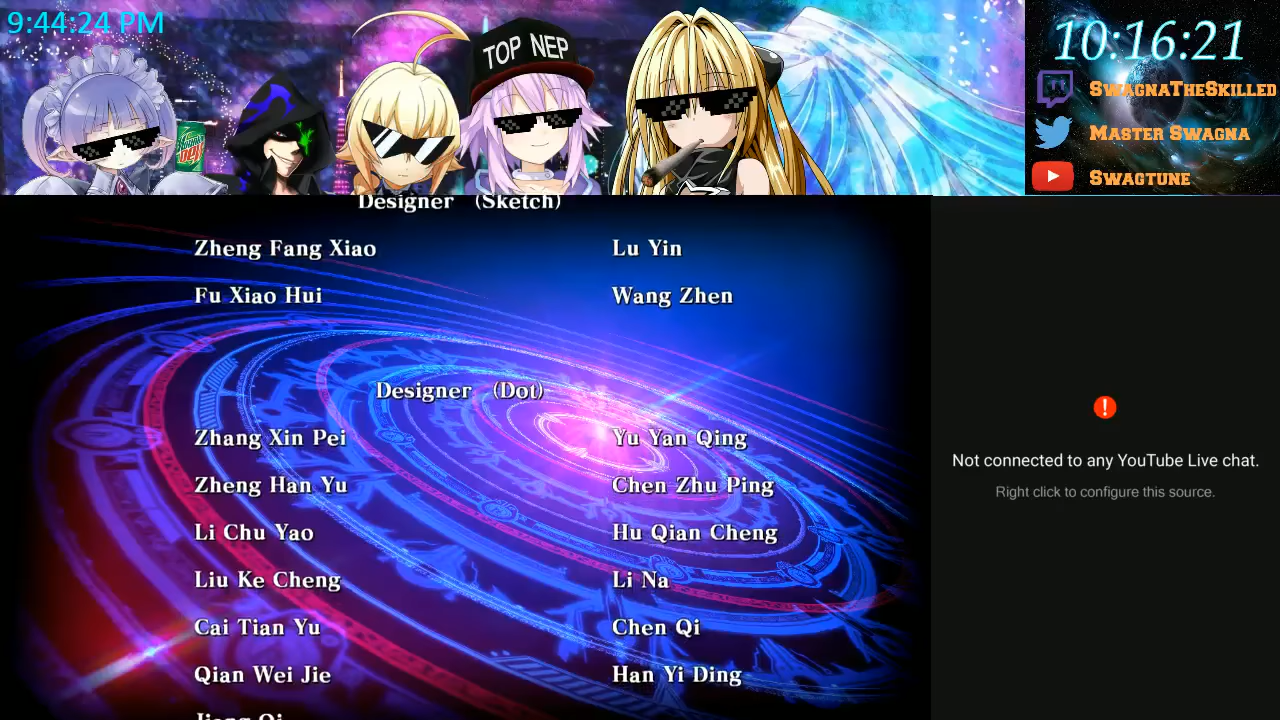 9:44:24 PM
TOP NEP
10:16:21
SwagnaTheSkilled
Master Swagna
Swagtune
Designer (Sketch)
Zheng Fang Xiao Lu Yin
Fu Xiao Hui Wang Zhen
Designer (Dot)
Zhang Xin Pei Yu Yan Qing
Zheng Han Yu Chen Zhu Ping
Li Chu Yao Hu Qian Cheng
Liu Ke Cheng Li Na
Cai Tian Yu Chen Qi
Qian Wei Jie Han Yi Ding
Jiang Qi
Not connected to any YouTube Live chat.
Right click to configure this source.